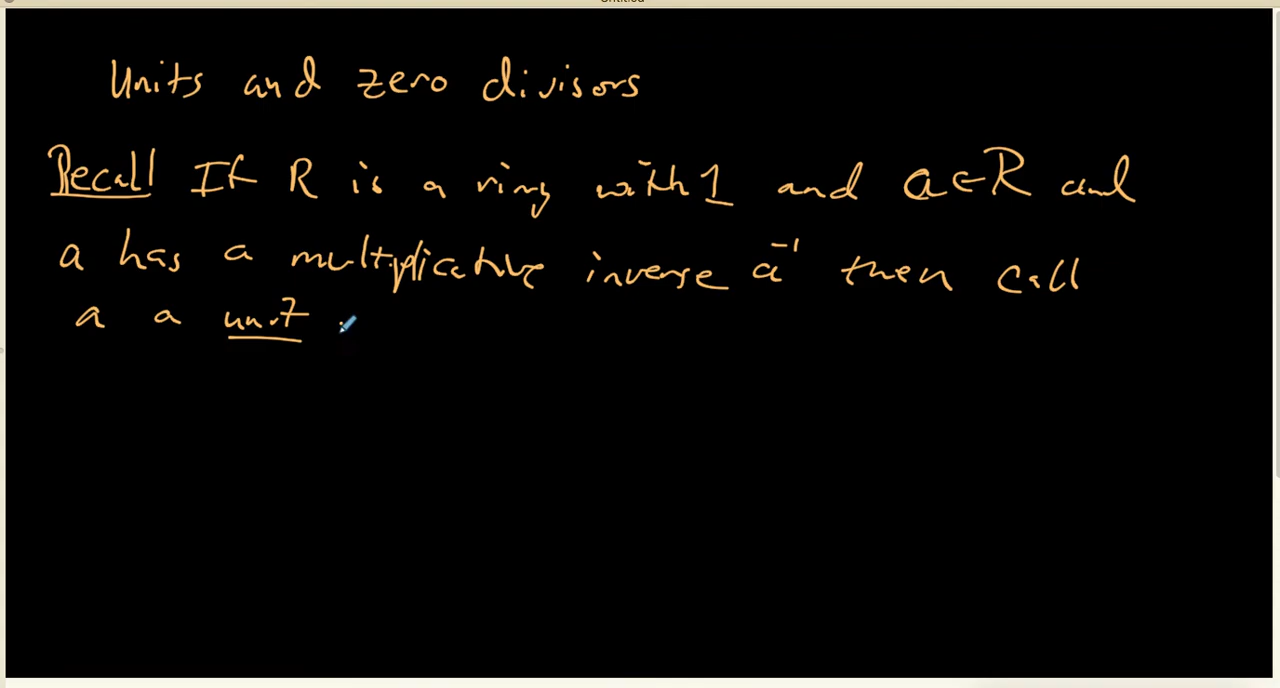 Units and zero divisors
Recall If R is a ring with 1 and a∈R and
a has a multiplicative inverse a⁻¹ then call
a a unit